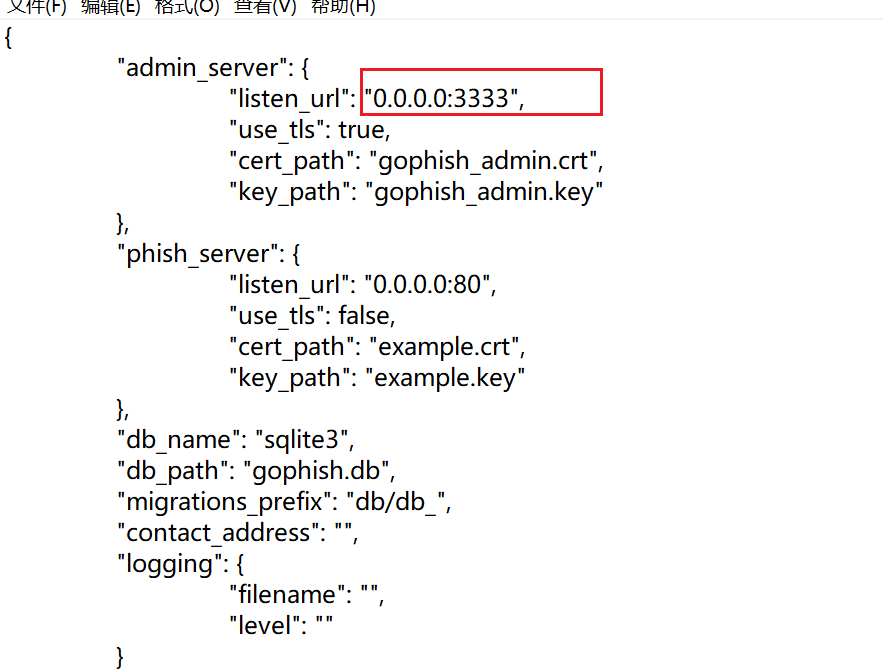 文件(F) 编辑(E) 格式(O) 查看(V) 帮助(H)
{
"admin_server": {
"listen_url": "0.0.0.0:3333",
"use_tls": true,
"cert_path": "gophish_admin.crt",
"key_path": "gophish_admin.key"
},
"phish_server": {
"listen_url": "0.0.0.0:80",
"use_tls": false,
"cert_path": "example.crt",
"key_path": "example.key"
},
"db_name": "sqlite3",
"db_path": "gophish.db",
"migrations_prefix": "db/db_",
"contact_address": "",
"logging": {
"filename": "",
"level": ""
}